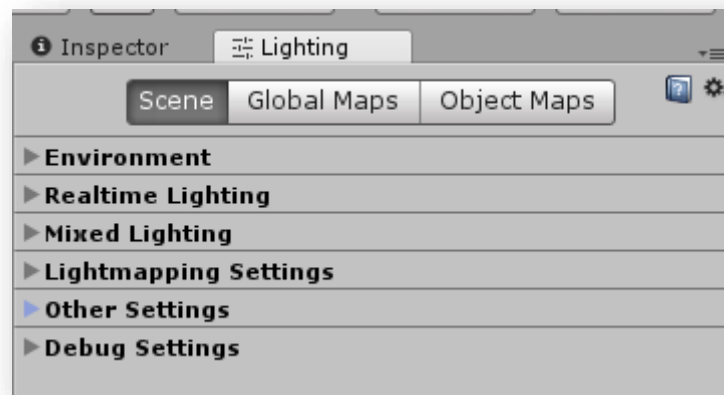 Inspector Lighting
Scene Global Maps Object Maps
Environment
Realtime Lighting
Mixed Lighting
Lightmapping Settings
Other Settings
Debug Settings